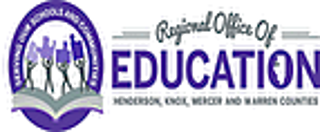 SERVING OUR SCHOOLS AND COMMUNITIES
Regional Office Of
EDUCATION
HENDERSON, KNOX, MERCER AND WARREN COUNTIES